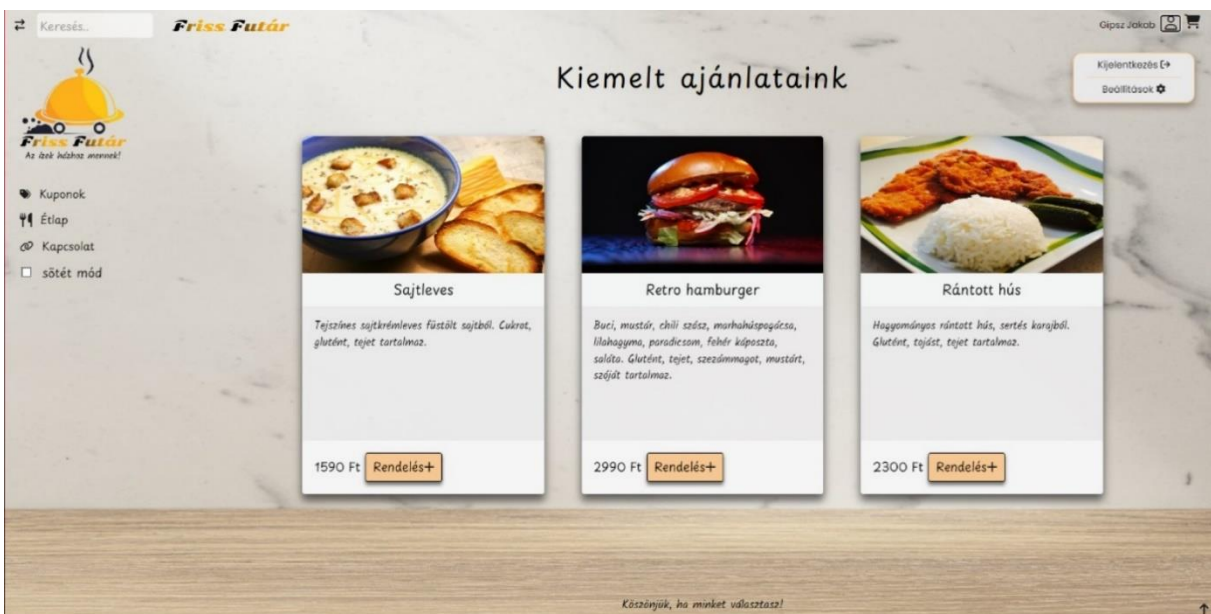 Keresés..
Friss Futár
Gipsz Jakab
Kijelentkezés
Beállítások
Friss Futár
Az ízek házhoz mennek!
Kuponok
Étlap
Kapcsolat
sötét mód
Kiemelt ajánlataink
Sajtleves
Tejszínes sajtkrémleves füstölt sajtból. Cukrot,
glutént, tejet tartalmaz.
1590 Ft Rendelés+
Retro hamburger
Buci, mustár, chili szósz, marhahúspogácsa,
lilahagyma, paradicsom, fehér káposzta,
saláta. Glutént, tejet, szezámmagot, mustárt,
szóját tartalmaz.
2990 Ft Rendelés+
Rántott hús
Hagyományos rántott hús, sertés karajból.
Glutént, tojást, tejet tartalmaz.
2300 Ft Rendelés+
Köszönjük, ha minket választasz!